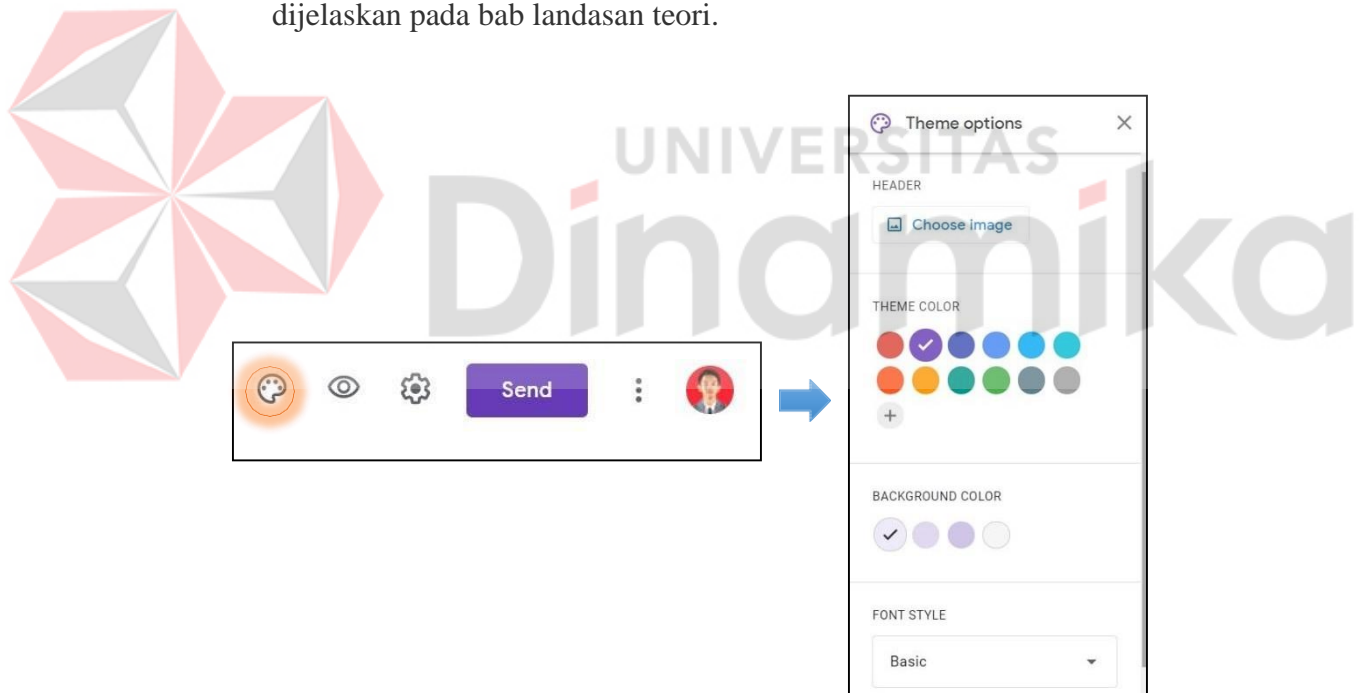 dijelaskan pada bab landasan teori.
UNIVERSITAS
Dinamika
Send
Theme options
HEADER
Choose image
THEME COLOR
BACKGROUND COLOR
FONT STYLE
Basic